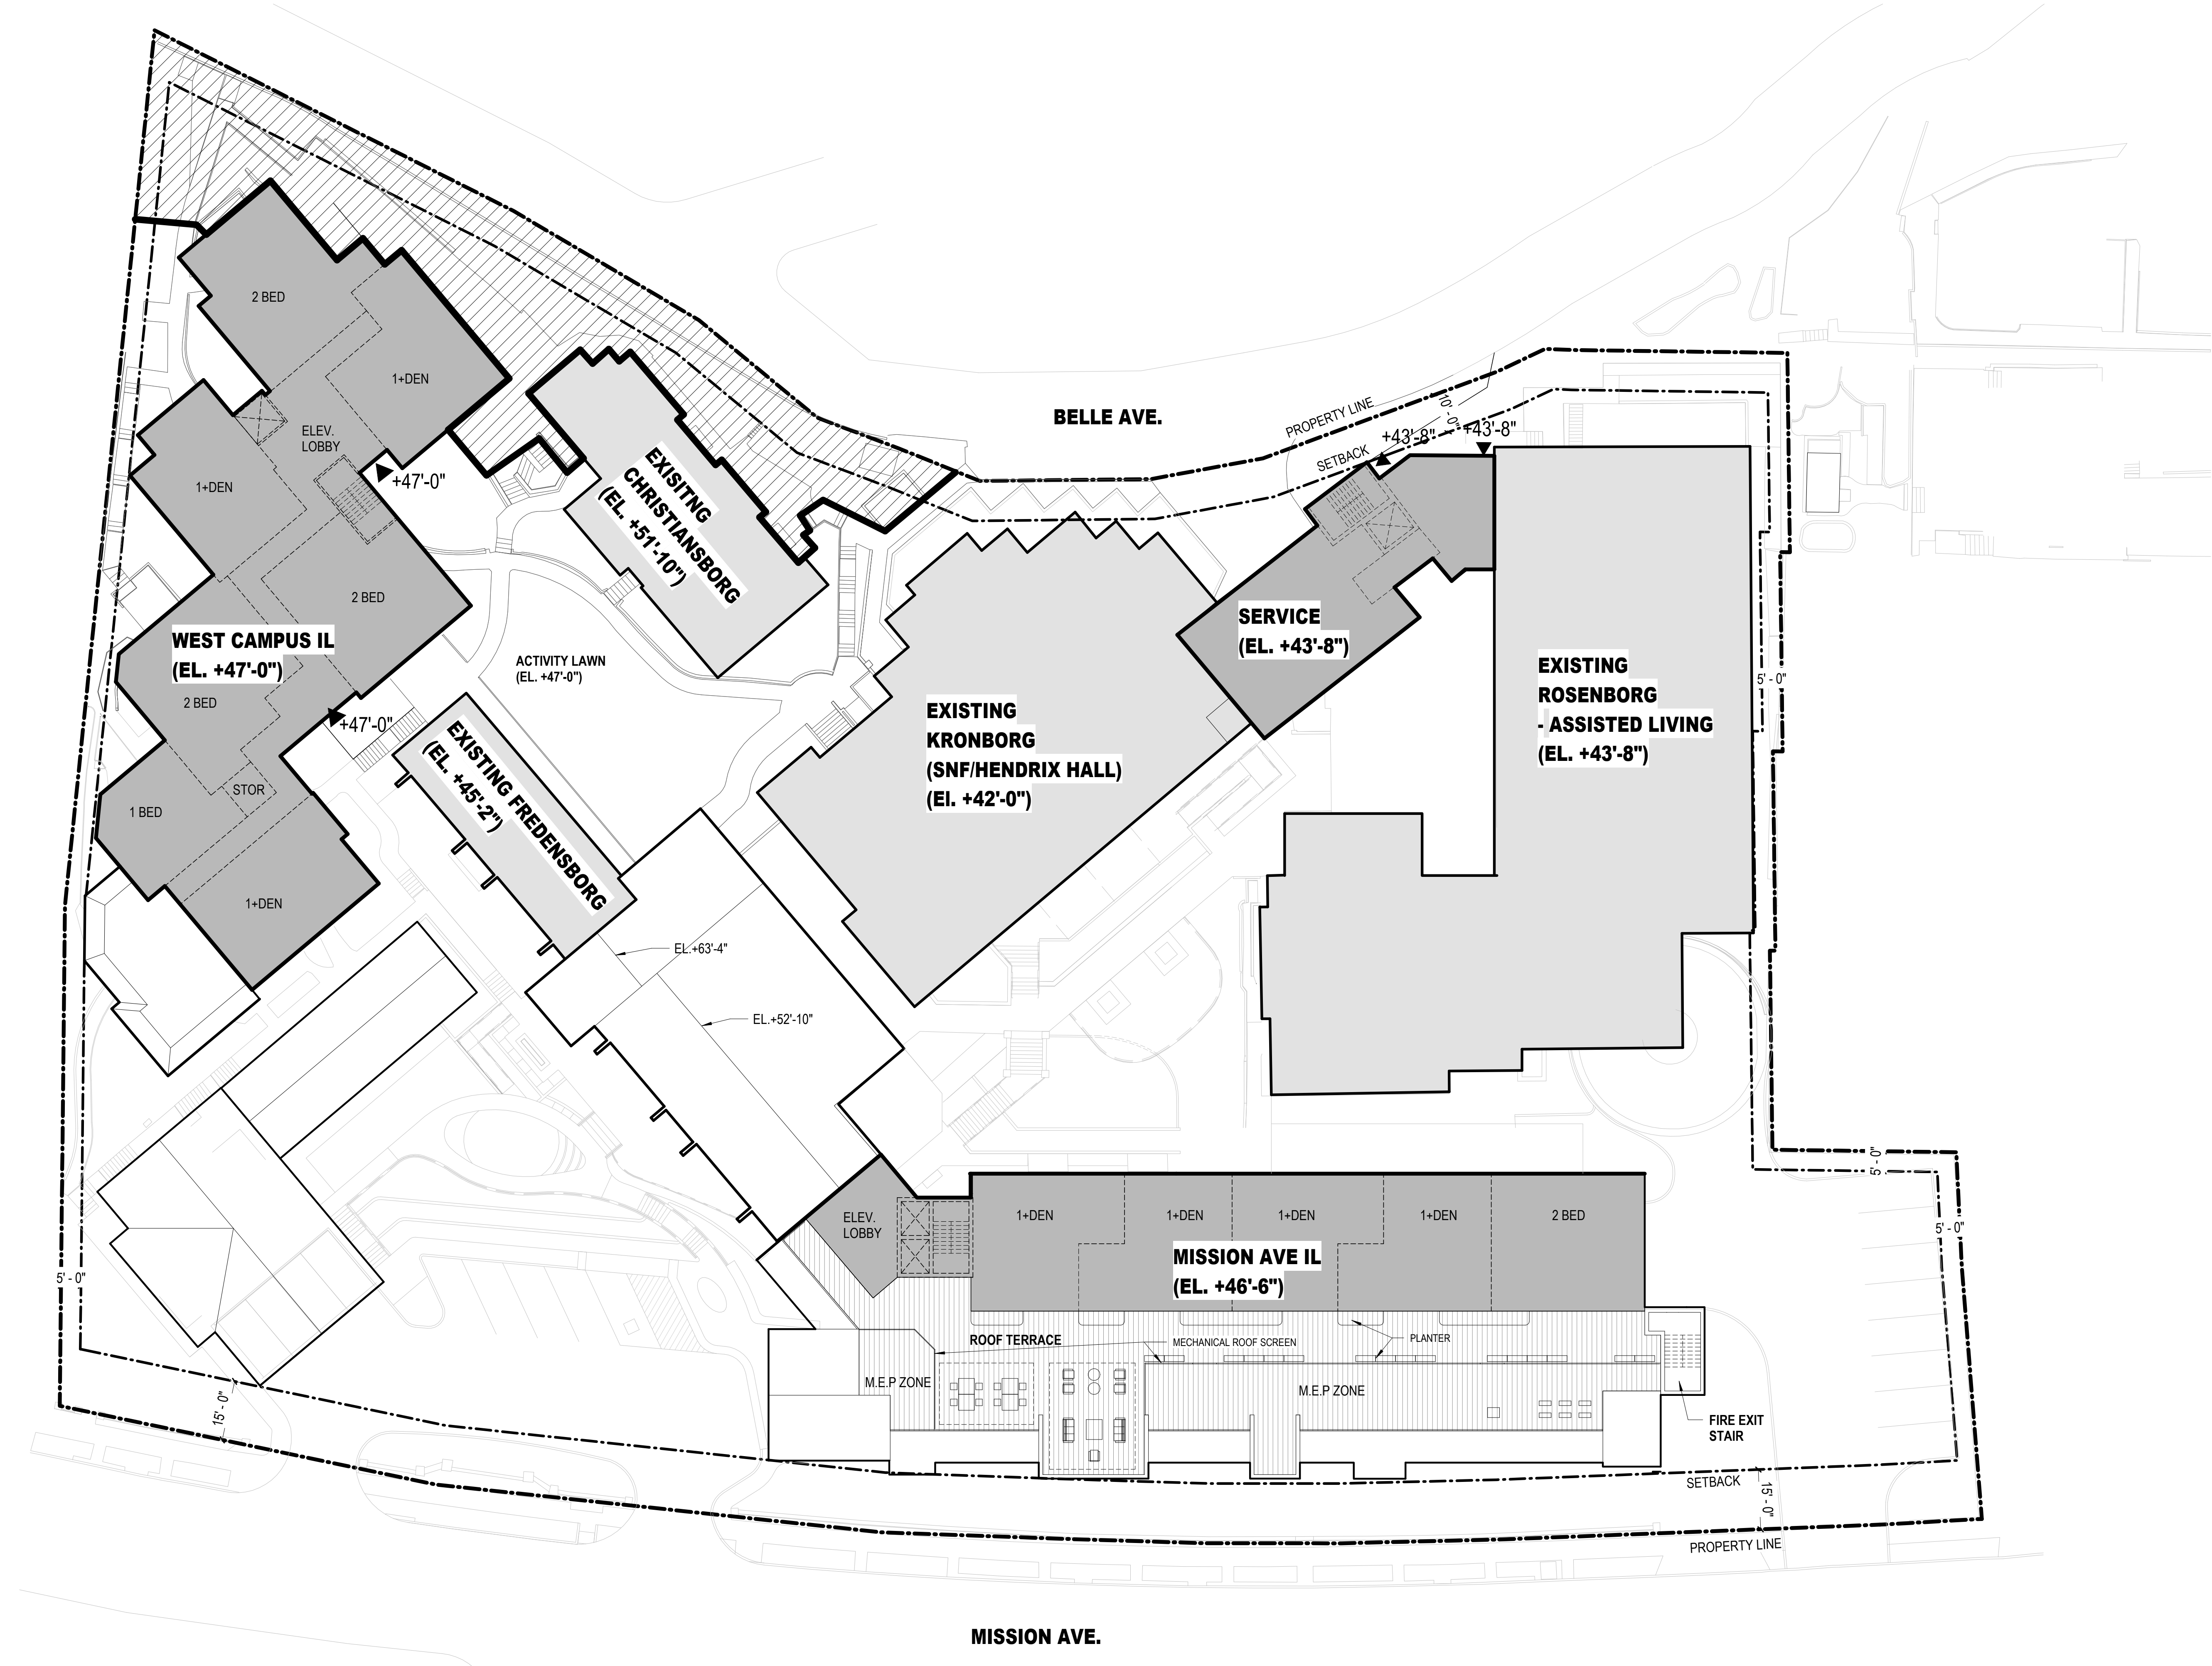 2 BED
1+DEN
ELEV.
LOBBY
1+DEN
+47'-0"
2 BED
WEST CAMPUS IL
(EL. +47'-0")
2 BED
+47'-0"
STOR
1 BED
1+DEN
EXISITNG
CHRISTIANSBORG
(EL. +51'-10")
ACTIVITY LAWN
(EL. +47'-0")
EXISTING FREDENSBORG
(EL. +45'-2")
BELLE AVE.
PROPERTY LINE
SETBACK
10' - 0"
+43'-8"
+43'-8"
SERVICE
(EL. +43'-8")
EXISTING
KRONBORG
(SNF/HENDRIX HALL)
(El. +42'-0")
EXISTING
ROSENBORG
- ASSISTED LIVING
(EL. +43'-8")
5' - 0"
EL.+63'-4"
EL.+52'-10"
5' - 0"
5' - 0"
5' - 0"
ELEV.
LOBBY
1+DEN
1+DEN
1+DEN
1+DEN
2 BED
MISSION AVE IL
(EL. +46'-6")
ROOF TERRACE
MECHANICAL ROOF SCREEN
PLANTER
M.E.P ZONE
M.E.P ZONE
FIRE EXIT
STAIR
15' - 0"
SETBACK
15' - 0"
PROPERTY LINE
MISSION AVE.